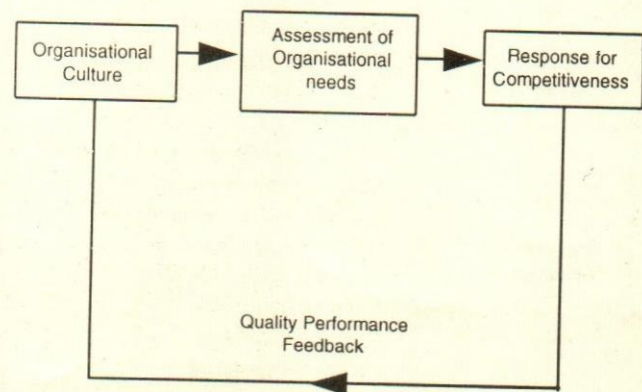 Organisational
Culture
Assessment of
Organisational
needs
Response for
Competitiveness
Quality Performance
Feedback